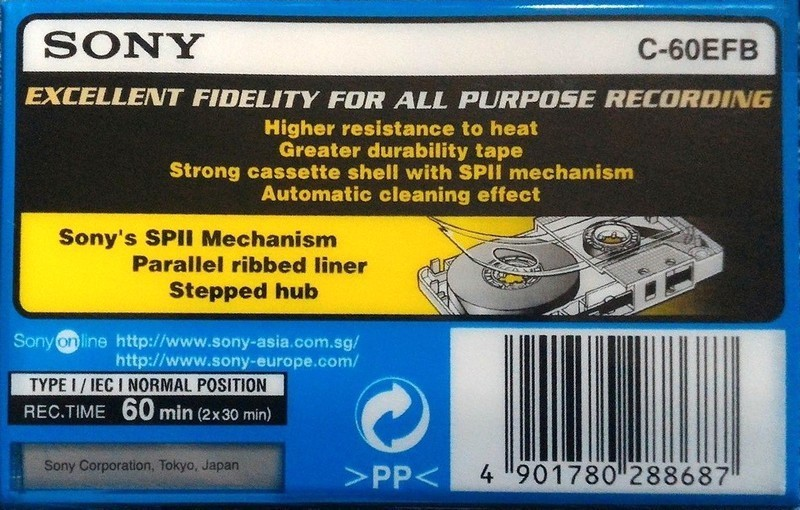 SONY
C-60EFB
EXCELLENT FIDELITY FOR ALL PURPOSE RECORDING
Higher resistance to heat
Greater durability tape
Strong cassette shell with SPII mechanism
Automatic cleaning effect
Sony's SPII Mechanism
Parallel ribbed liner
Stepped hub
Sony online http://www.sony-asia.com.sg/
http://www.sony-europe.com/
TYPE I / IEC I NORMAL POSITION
REC.TIME 60 min (2x30 min)
Sony Corporation, Tokyo, Japan
>PP<
4 901780 288687